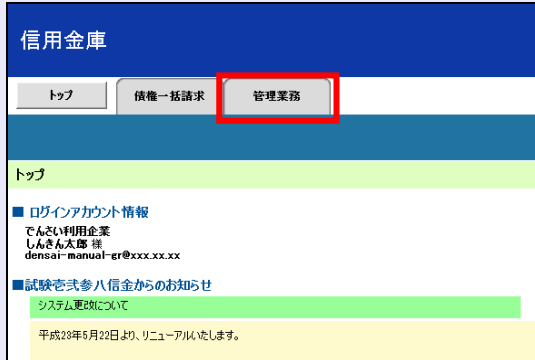 信用金庫
トップ 債権一括請求 管理業務
トップ
■ ログインアカウント情報
でんさい利用企業
しんきん太郎 様
densai-manual-gr@xxx.xx.xx
■試験壱弐参八信金からのお知らせ
システム更改について
平成23年5月22日より、リニューアルいたします。